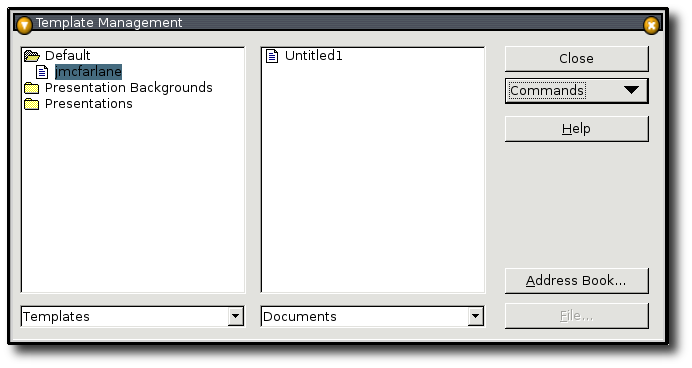 Template Management
Default
jmcfarlane
Presentation Backgrounds
Presentations
Templates
Untitled1
Documents
Close
Commands
Help
Address Book...
File...